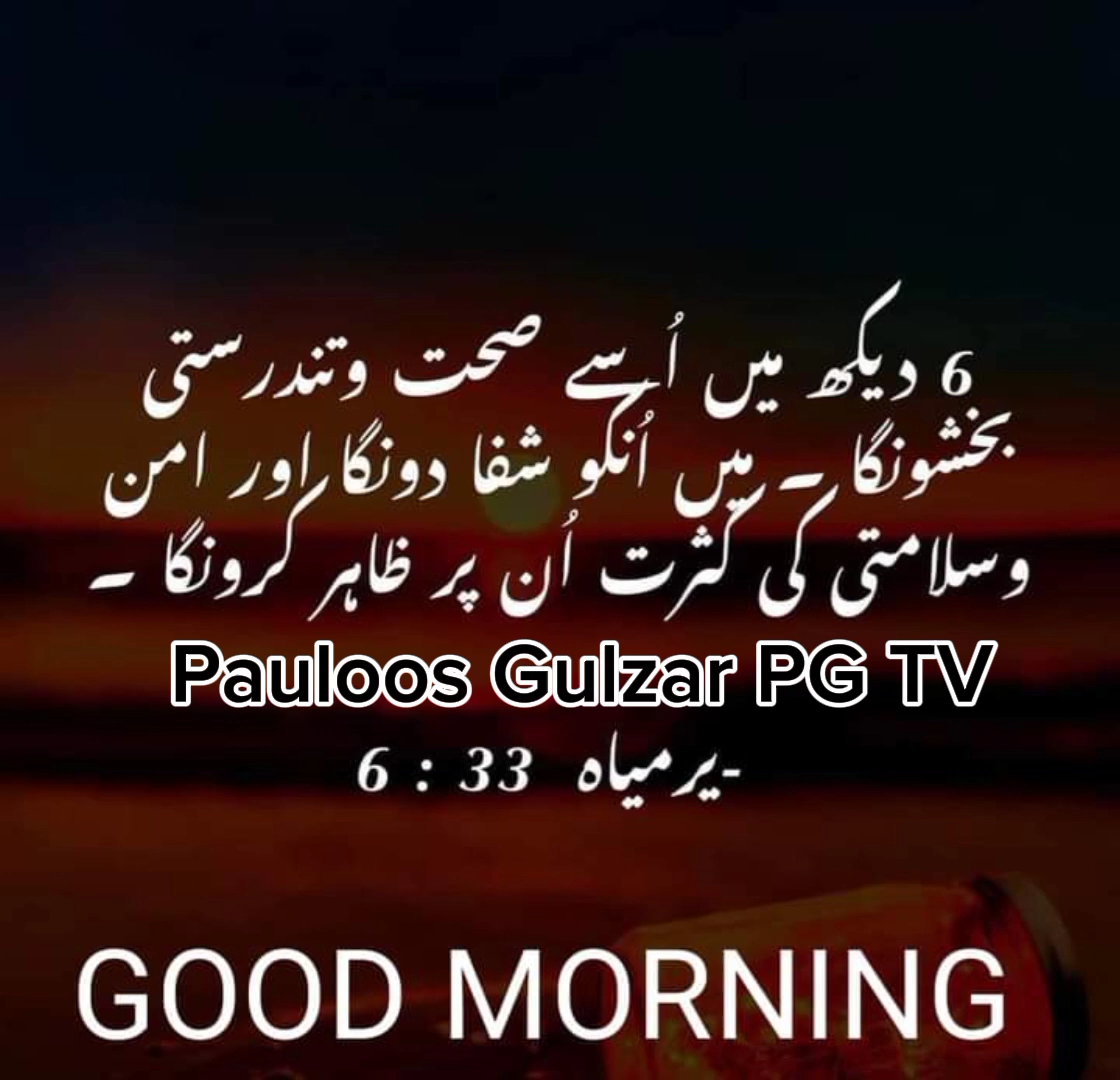 6 دیکھ میں اُسے صحت وتندرستی
بخشونگا ۔ میں اُنکو شفا دونگا اور امن
وسلامتی کی کثرت اُن پر ظاہر کرونگا ۔
Pauloos Gulzar PG TV
-یرمیاہ 33 : 6
GOOD MORNING